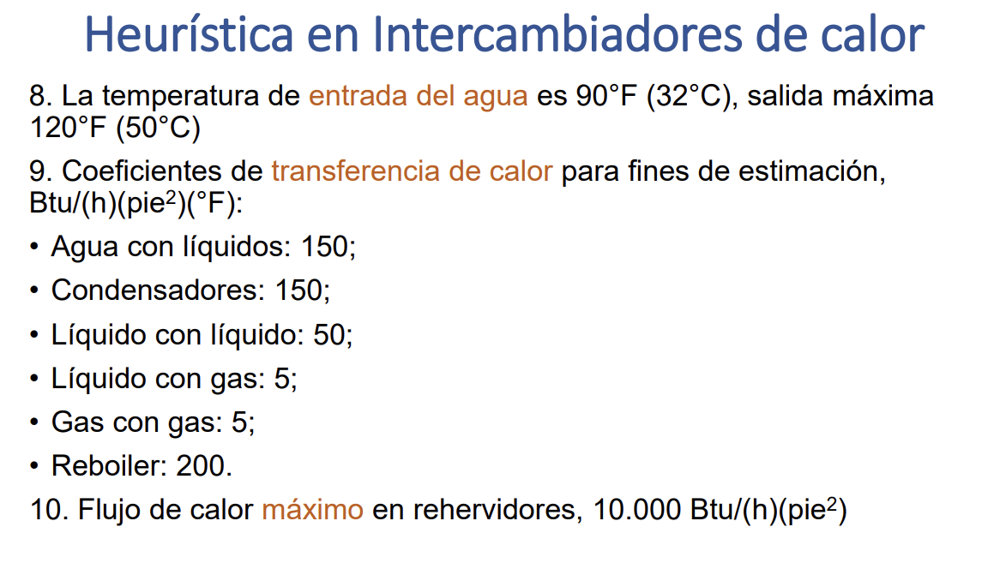 Heurística en Intercambiadores de calor
8. La temperatura de entrada del agua es 90°F (32°C), salida máxima
120°F (50°C)
9. Coeficientes de transferencia de calor para fines de estimación,
Btu/(h)(pie²)(°F):
• Agua con líquidos: 150;
• Condensadores: 150;
• Líquido con líquido: 50;
• Líquido con gas: 5;
• Gas con gas: 5;
• Reboiler: 200.
10. Flujo de calor máximo en rehervidores, 10.000 Btu/(h)(pie²)